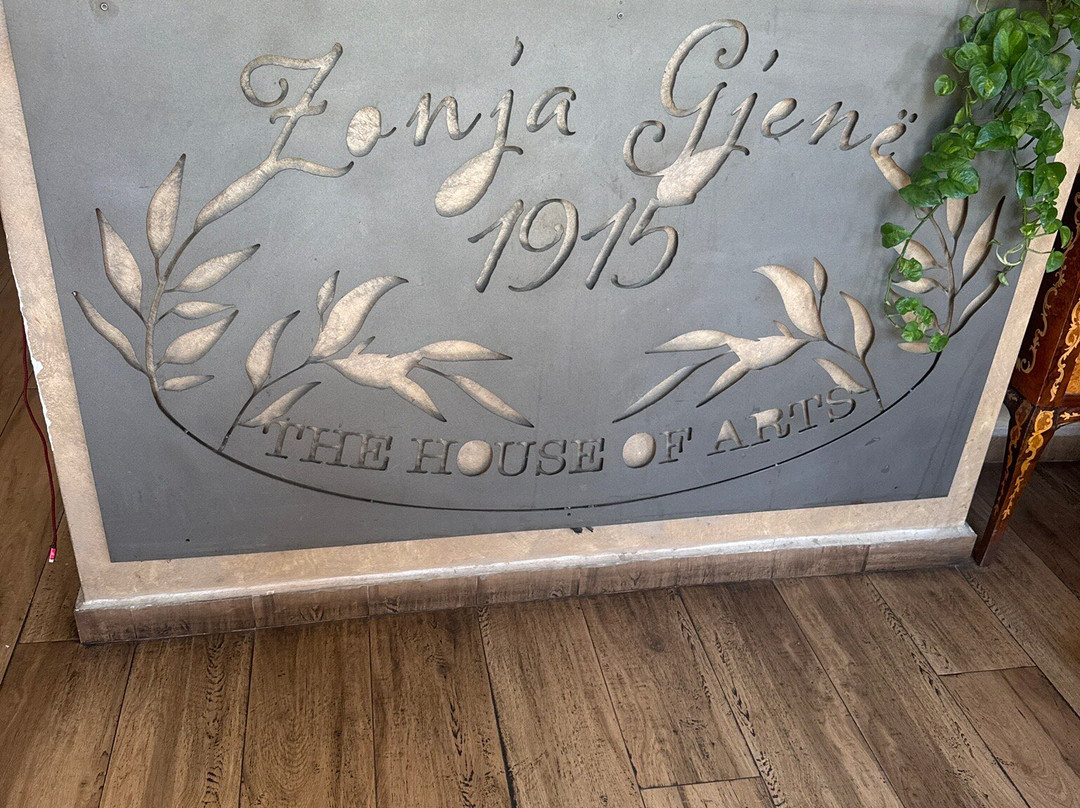 Zonja Gjenë
1915
THE HOUSE OF ARTS